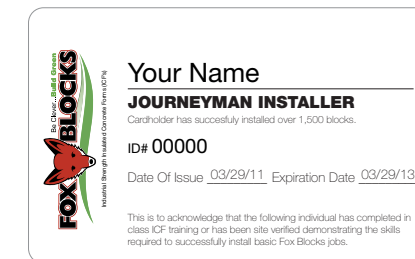 Be Clever...Build Green
FOX BLOCKS
Industrial Strength Insulated Concrete Forms (ICFs)
Your Name
JOURNEYMAN INSTALLER
Cardholder has succesfuly installed over 1,500 blocks.
ID# 00000
Date Of Issue 03/29/11 Expiration Date 03/29/13
This is to acknowledge that the following individual has completed in
class ICF training or has been site verified demonstrating the skills
required to successfully install basic Fox Blocks jobs.